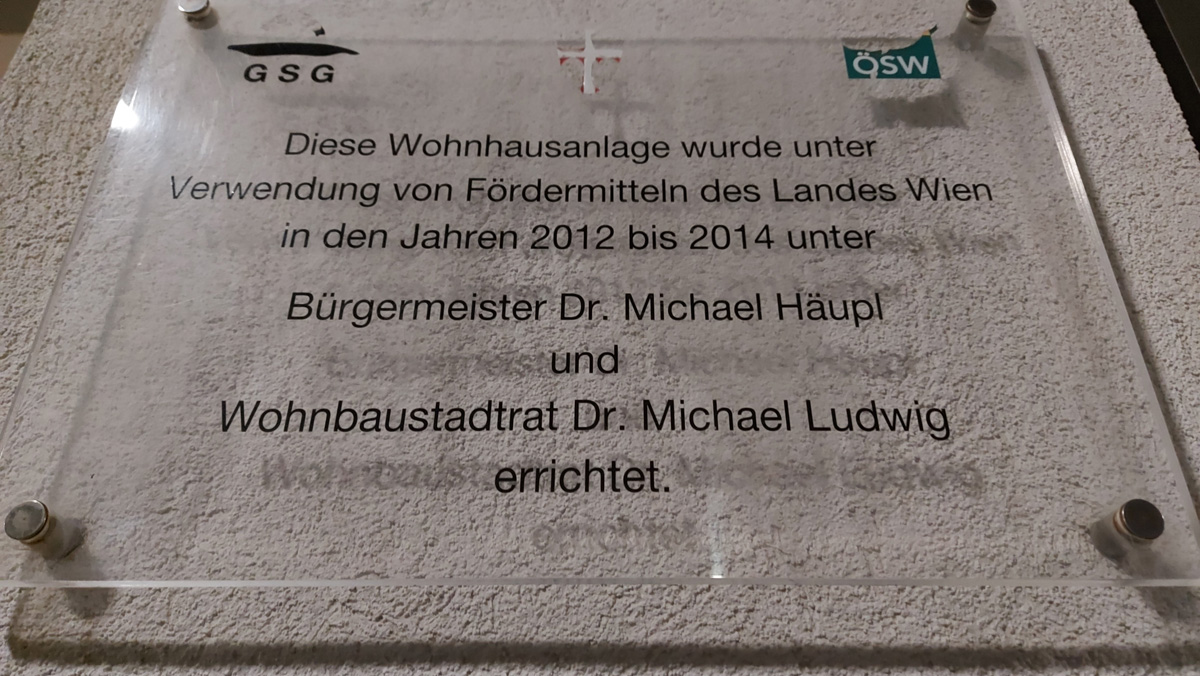 GSG
ÖSW
Diese Wohnhausanlage wurde unter
Verwendung von Fördermitteln des Landes Wien
in den Jahren 2012 bis 2014 unter
Bürgermeister Dr. Michael Häupl
und
Wohnbaustadtrat Dr. Michael Ludwig
errichtet.